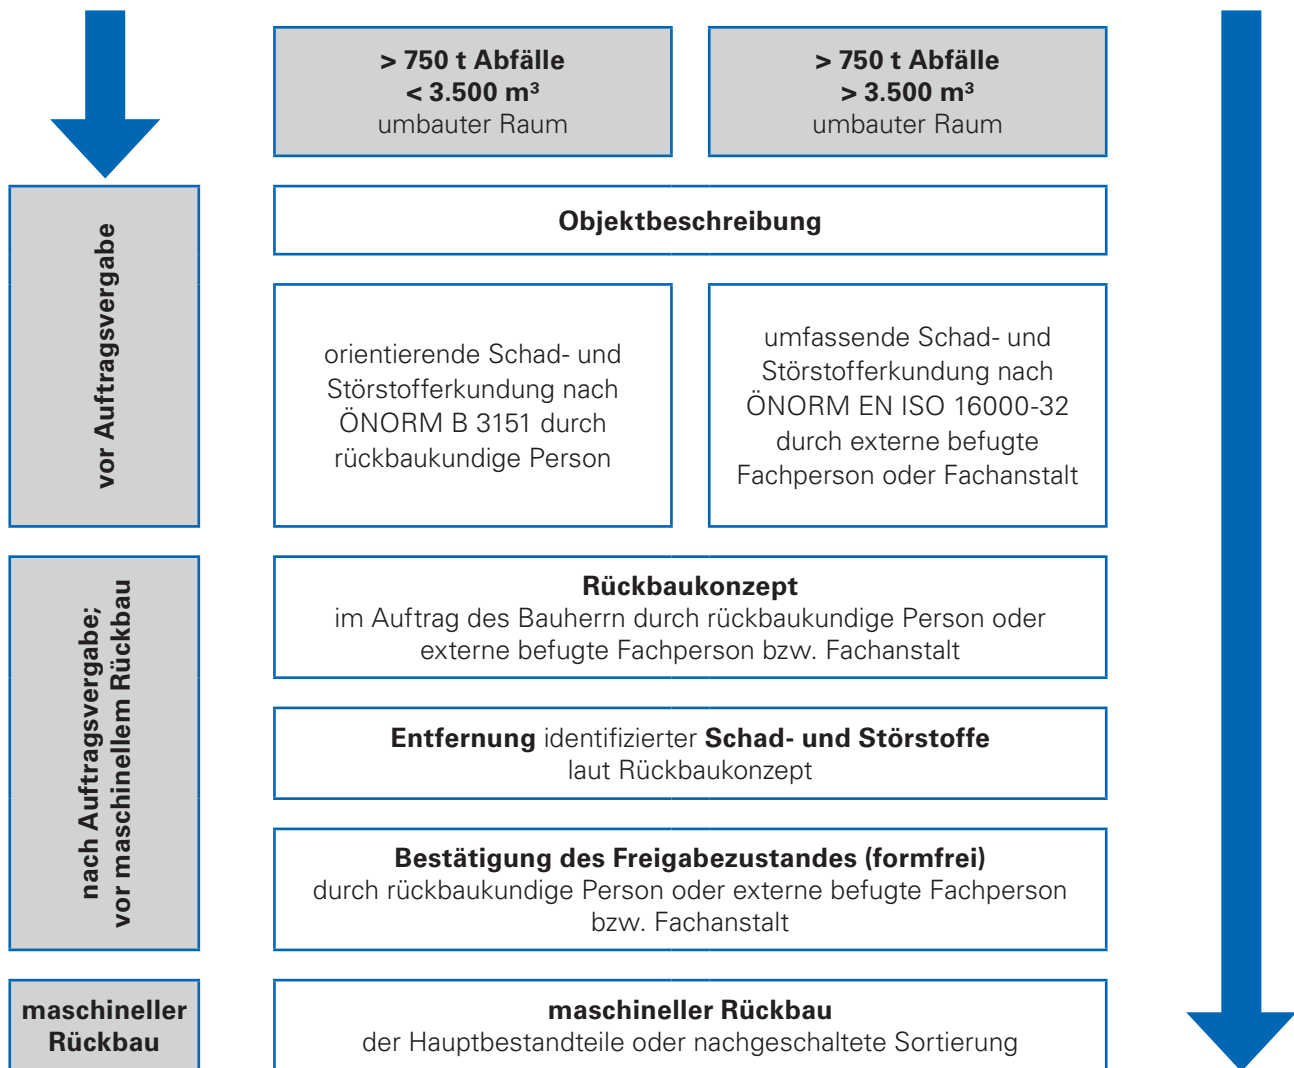 > 750 t Abfälle
< 3.500 m³
umbauter Raum
> 750 t Abfälle
> 3.500 m³
umbauter Raum
vor Auftragsvergabe
Objektbeschreibung
orientierende Schad- und
Störstofferkundung nach
ÖNORM B 3151 durch
rückbaukundige Person
umfassende Schad- und
Störstofferkundung nach
ÖNORM EN ISO 16000-32
durch externe befugte
Fachperson oder Fachanstalt
nach Auftragsvergabe;
vor maschinellem Rückbau
Rückbaukonzept
im Auftrag des Bauherrn durch rückbaukundige Person oder
externe befugte Fachperson bzw. Fachanstalt
Entfernung identifizierter Schad- und Störstoffe
laut Rückbaukonzept
Bestätigung des Freigabezustandes (formfrei)
durch rückbaukundige Person oder externe befugte Fachperson
bzw. Fachanstalt
maschineller
Rückbau
maschineller Rückbau
der Hauptbestandteile oder nachgeschaltete Sortierung